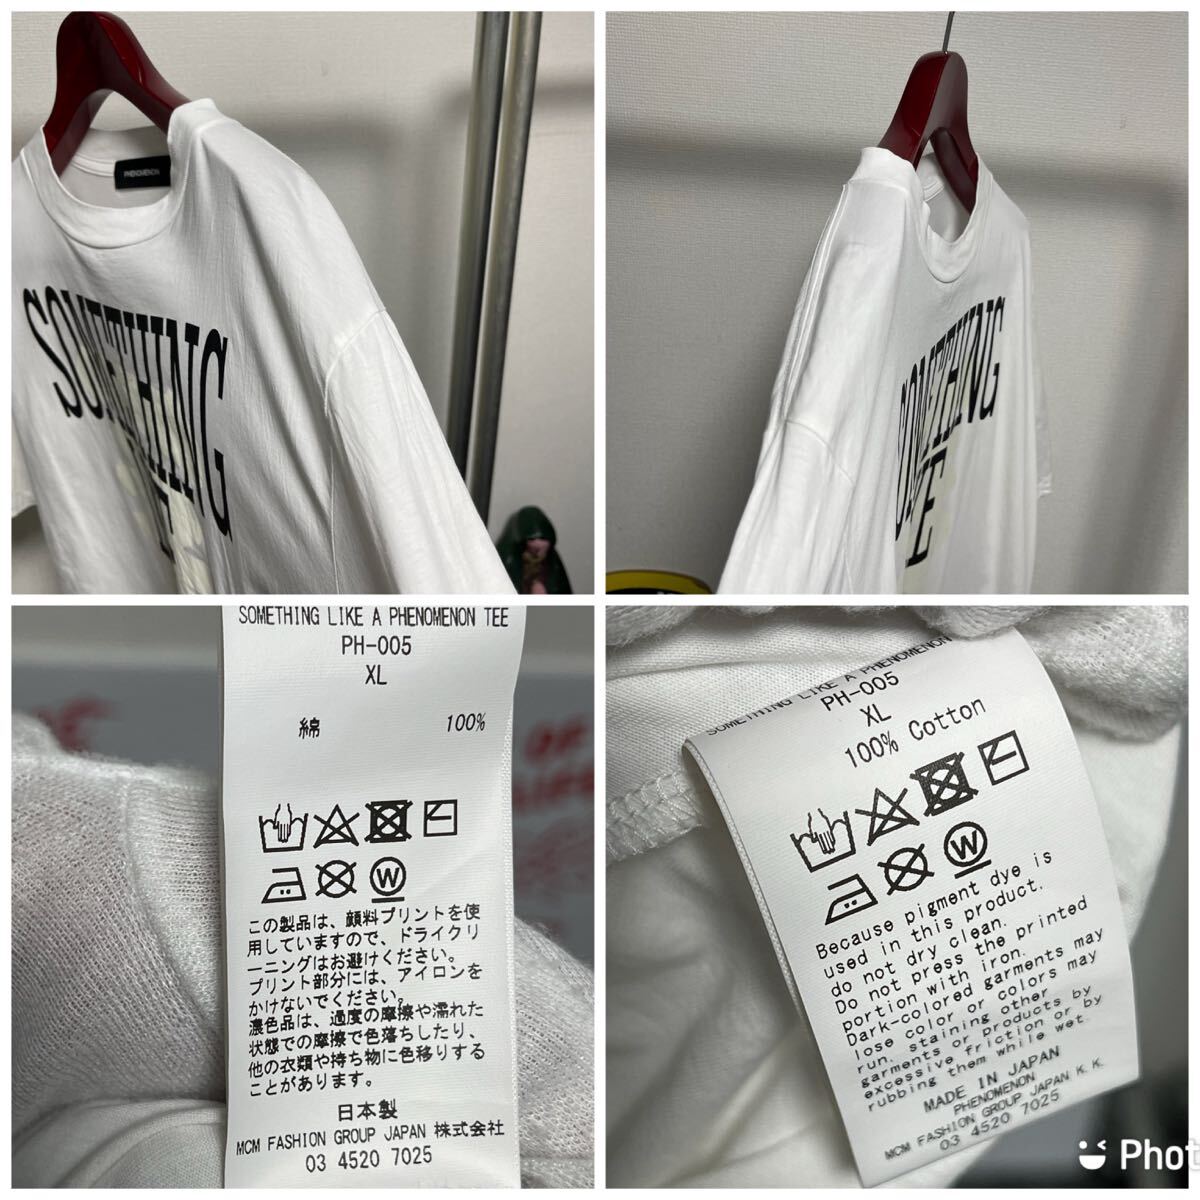 PHENOMENON
SOMETHING
SOMETHING
SOMETHING LIKE A PHENOMENON TEE
PH-005
XL
綿 100%
W
この製品は、顔料プリントを使
用していますので、ドライクリ
ーニングはお避けください。
プリント部分には、アイロンを
かけないでください。
濃色品は、過度の摩擦や濡れた
状態での摩擦で色落ちしたり、
他の衣類や持ち物に色移りする
ことがあります。
日本製
MCM FASHION GROUP JAPAN 株式会社
03 4520 7025
SOMETHING LIKE A PHENOMENON
PH-005
XL
100% Cotton
W
Because pigment dye is
used in this product.
do not dry clean.
Do not press the printed
portion with iron.
Dark-colored garments may
lose color or colors may
run, staining other
garments or products by
excessive friction or by
rubbing them while wet.
MADE IN JAPAN
PHENOMENON
MCM FASHION GROUP JAPAN K.K.
03 4520 7025
Phot